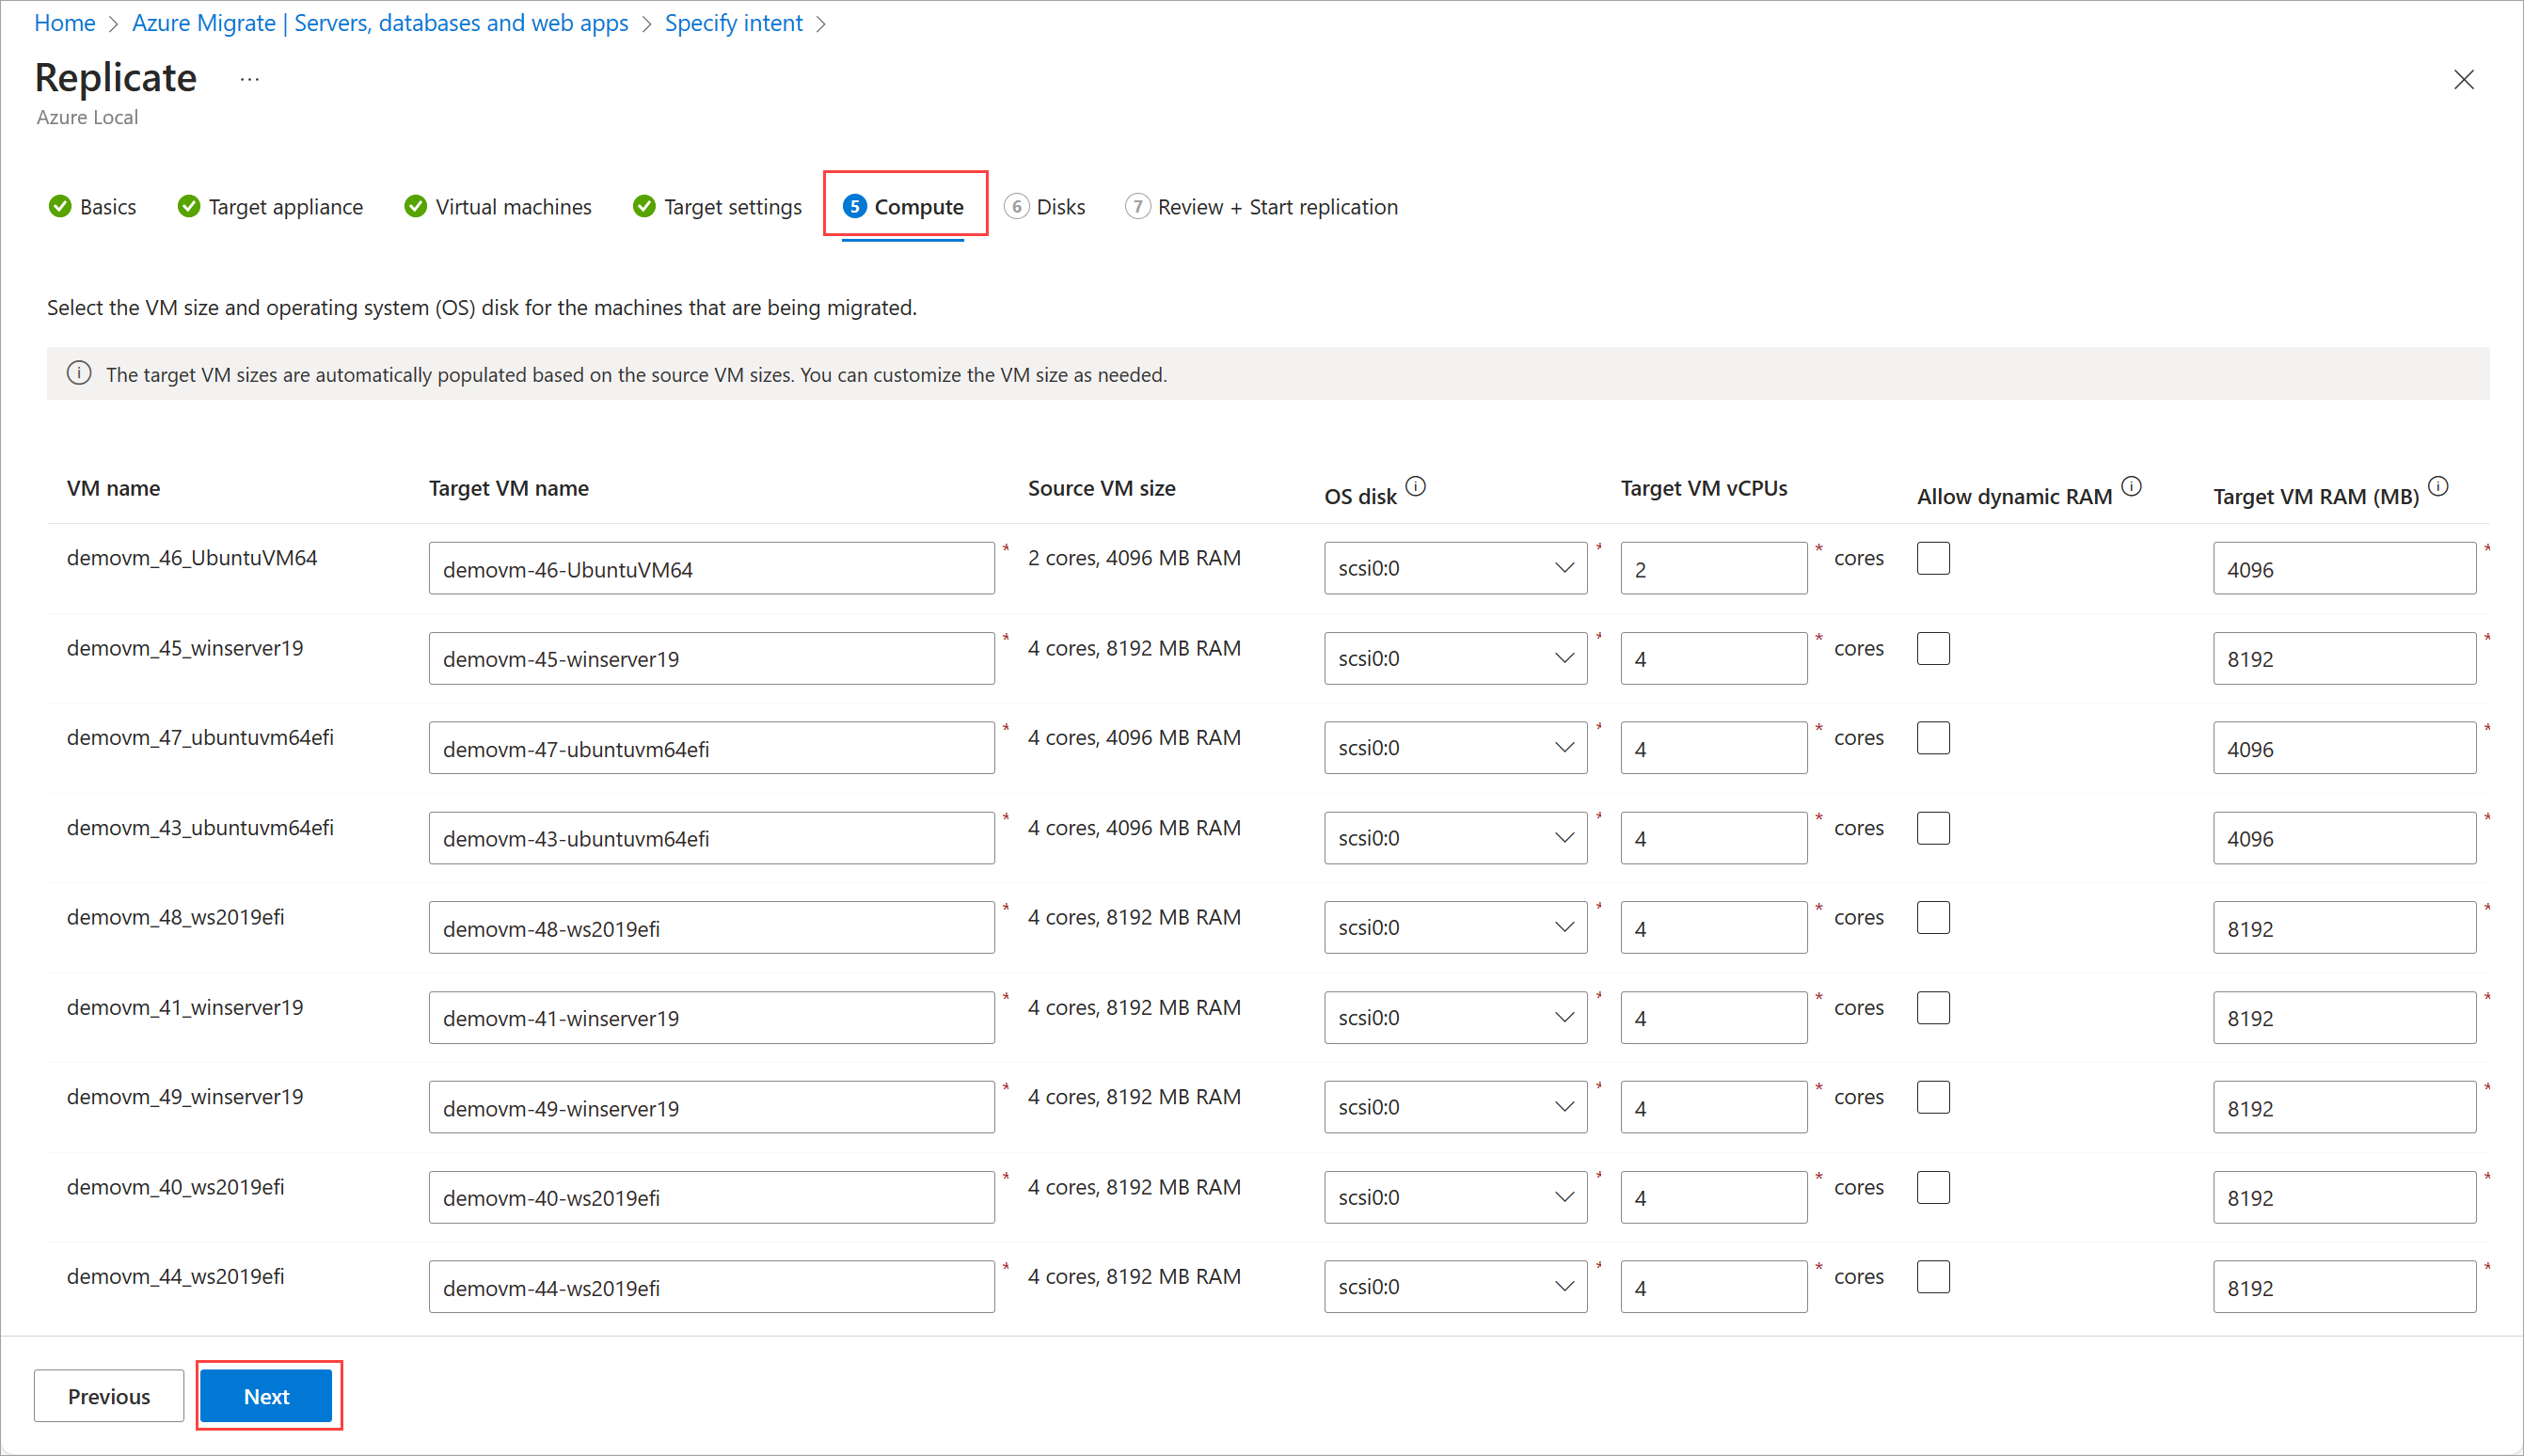 Home > Azure Migrate | Servers, databases and web apps > Specify intent >
Replicate ...
Azure Local
Basics Target appliance Virtual machines Target settings 5 Compute 6 Disks 7 Review + Start replication
Select the VM size and operating system (OS) disk for the machines that are being migrated.
The target VM sizes are automatically populated based on the source VM sizes. You can customize the VM size as needed.
VM name Target VM name Source VM size OS disk Target VM vCPUs Allow dynamic RAM Target VM RAM (MB)
demovm_46_UbuntuVM64 demovm-46-UbuntuVM64 * 2 cores, 4096 MB RAM scsi0:0 * 2 * cores 4096 *
demovm_45_winserver19 demovm-45-winserver19 * 4 cores, 8192 MB RAM scsi0:0 * 4 * cores 8192 *
demovm_47_ubuntuvm64efi demovm-47-ubuntuvm64efi * 4 cores, 4096 MB RAM scsi0:0 * 4 * cores 4096 *
demovm_43_ubuntuvm64efi demovm-43-ubuntuvm64efi * 4 cores, 4096 MB RAM scsi0:0 * 4 * cores 4096 *
demovm_48_ws2019efi demovm-48-ws2019efi * 4 cores, 8192 MB RAM scsi0:0 * 4 * cores 8192 *
demovm_41_winserver19 demovm-41-winserver19 * 4 cores, 8192 MB RAM scsi0:0 * 4 * cores 8192 *
demovm_49_winserver19 demovm-49-winserver19 * 4 cores, 8192 MB RAM scsi0:0 * 4 * cores 8192 *
demovm_40_ws2019efi demovm-40-ws2019efi * 4 cores, 8192 MB RAM scsi0:0 * 4 * cores 8192 *
demovm_44_ws2019efi demovm-44-ws2019efi * 4 cores, 8192 MB RAM scsi0:0 * 4 * cores 8192 *
Previous Next